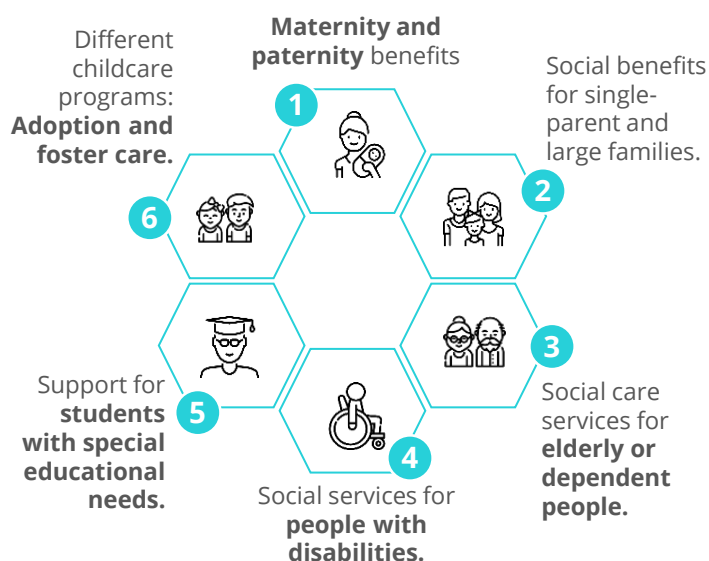 1
Maternity and
paternity benefits
2
Social benefits
for single-
parent and
large families.
3
Social care
services for
elderly or
dependent
people.
4
Social services for
people with
disabilities.
5
Support for
students
with special
educational
needs.
6
Different
childcare
programs:
Adoption and
foster care.